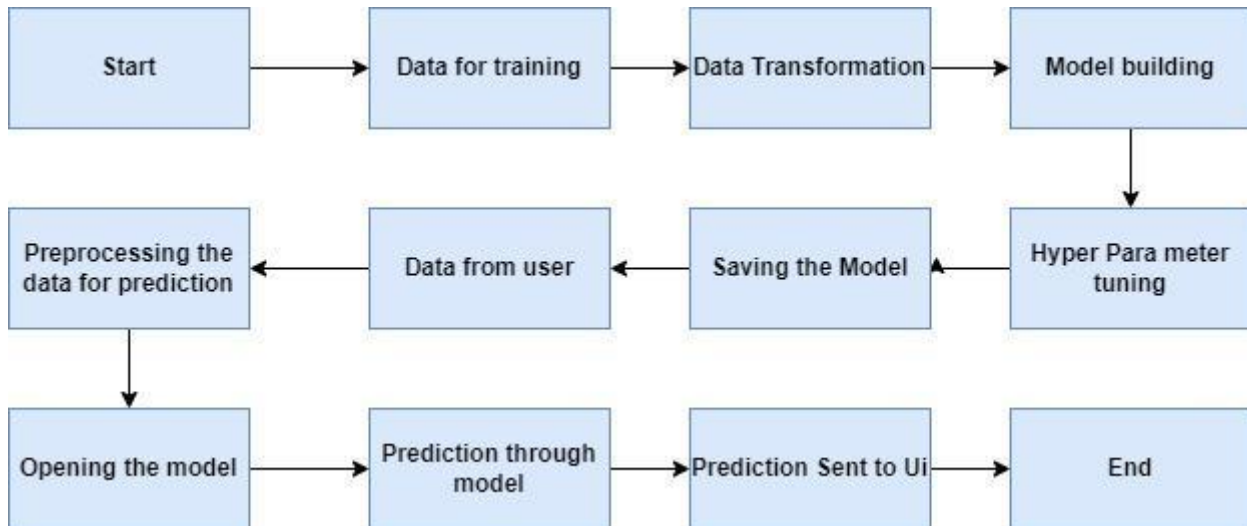 Start
Data for training
Data Transformation
Model building
Preprocessing the
data for prediction
Data from user
Saving the Model
Hyper Para meter
tuning
Opening the model
Prediction through
model
Prediction Sent to Ui
End